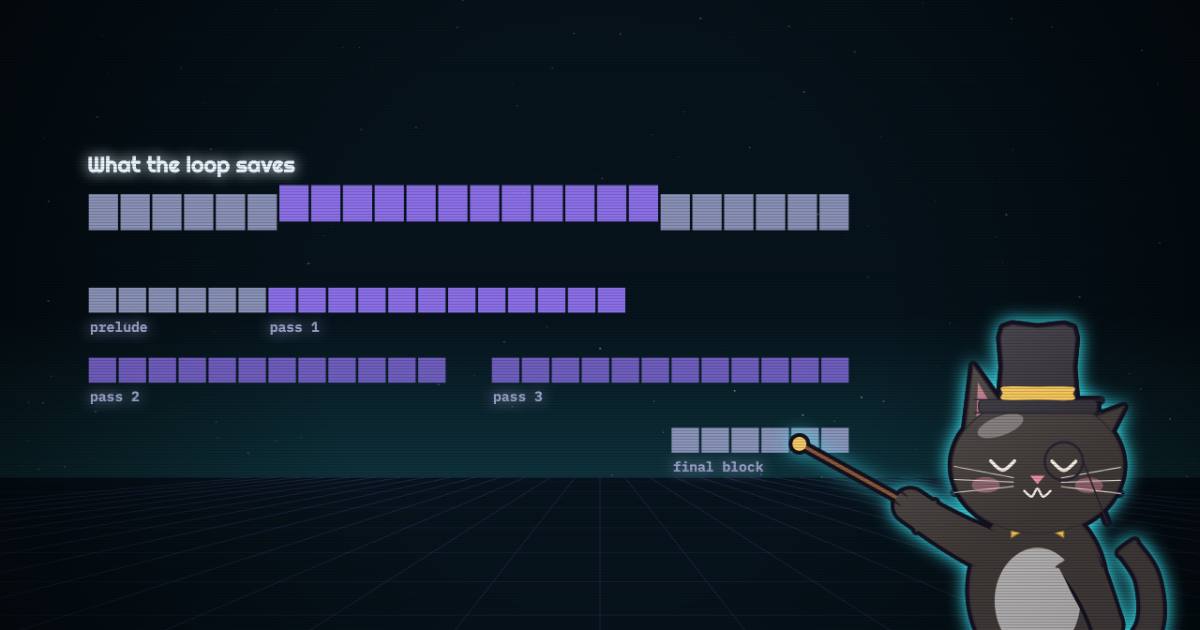 What the loop saves
prelude
pass 1
pass 2
pass 3
final block